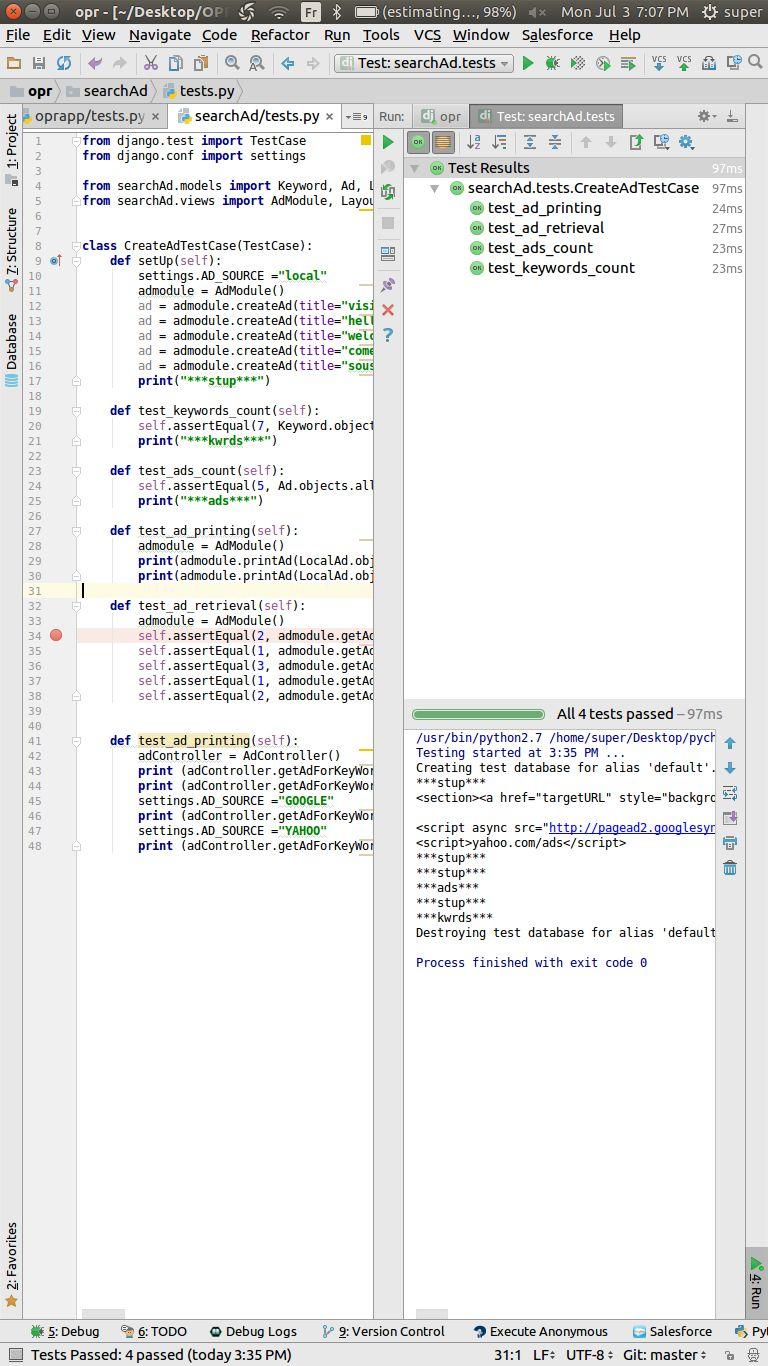 opr - [~/Desktop/OPR Fr (estimating..., 98%) Mon Jul 3 7:07 PM super
File Edit View Navigate Code Refactor Run Tools VCS Window Salesforce Help
Test: searchAd.tests VCS VCS
opr searchAd tests.py
oprapp/tests.py searchAd/tests.py Run: opr Test: searchAd.tests
1: Project
7: Structure
Database
2: Favorites
1 from django.test import TestCase
2 from django.conf import settings
3
4 from searchAd.models import Keyword, Ad, L
5 from searchAd.views import AdModule, Layou
6
7
8 class CreateAdTestCase(TestCase):
9 def setUp(self):
10 settings.AD_SOURCE ="local"
11 admodule = AdModule()
12 ad = admodule.createAd(title="visi
13 ad = admodule.createAd(title="hell
14 ad = admodule.createAd(title="welc
15 ad = admodule.createAd(title="come
16 ad = admodule.createAd(title="sous
17 print("***stup***")
18
19 def test_keywords_count(self):
20 self.assertEqual(7, Keyword.object
21 print("***kwrds***")
22
23 def test_ads_count(self):
24 self.assertEqual(5, Ad.objects.all
25 print("***ads***")
26
27 def test_ad_printing(self):
28 admodule = AdModule()
29 print(admodule.printAd(LocalAd.obj
30 print(admodule.printAd(LocalAd.obj
31
32 def test_ad_retrieval(self):
33 admodule = AdModule()
34 self.assertEqual(2, admodule.getAd
35 self.assertEqual(1, admodule.getAd
36 self.assertEqual(3, admodule.getAd
37 self.assertEqual(1, admodule.getAd
38 self.assertEqual(2, admodule.getAd
39
40
41 def test_ad_printing(self):
42 adController = AdController()
43 print (adController.getAdForKeyWor
44 print (adController.getAdForKeyWor
45 settings.AD_SOURCE ="GOOGLE"
46 print (adController.getAdForKeyWor
47 settings.AD_SOURCE ="YAHOO"
48 print (adController.getAdForKeyWor
Test Results 97ms
searchAd.tests.CreateAdTestCase 97ms
test_ad_printing 24ms
test_ad_retrieval 27ms
test_ads_count 23ms
test_keywords_count 23ms
All 4 tests passed – 97ms
/usr/bin/python2.7 /home/super/Desktop/pych
Testing started at 3:35 PM ...
Creating test database for alias 'default'.
***stup***
<section><a href="targetURL" style="backgro
<script async src="http://pagead2.googlesyn
<script>yahoo.com/ads</script>
***stup***
***stup***
***ads***
***stup***
***kwrds***
Destroying test database for alias 'default
Process finished with exit code 0
4: Run
5: Debug 6: TODO Debug Logs 9: Version Control Execute Anonymous Salesforce Pyt
Tests Passed: 4 passed (today 3:35 PM) 31:1 LF÷ UTF-8÷ Git: master÷